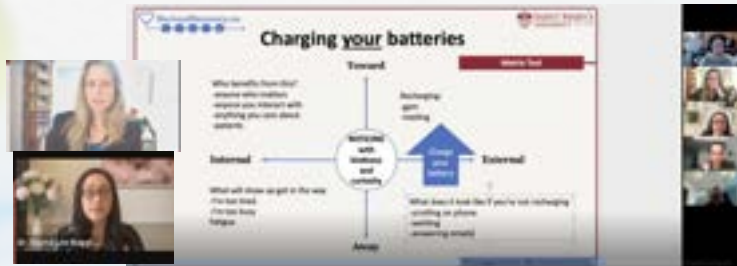 Charging your batteries
Toward
Matrix Tool
Who benefits from this?
-anyone who matters
-anyone you interact with
-anything you care about
-patients
Recharging:
-gym
-reading
NOTICING
with
kindness
and
curiosity
Internal
External
Charge
your
battery
What will show up get in the way
-I'm too tired
-I'm too busy
Fatigue
What does it look like if you're not recharging
-scrolling on phone
-working
-answering emails
Away